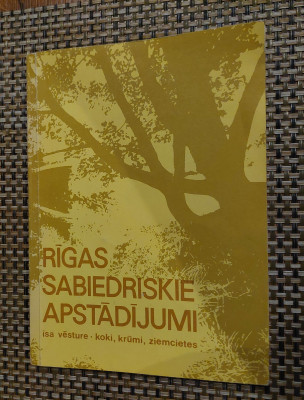 RĪGAS
SABIEDRISKIE
APSTĀDĪJUMI
īsa vēsture · koki, krūmi, ziemcietes